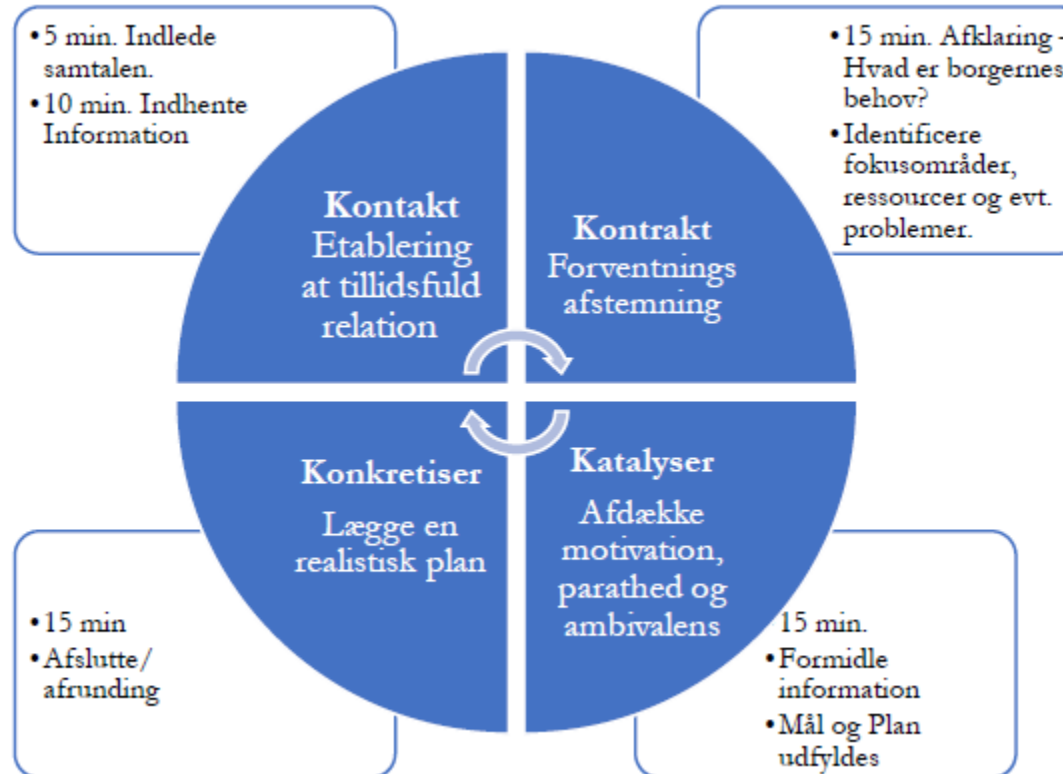 •5 min. Indlede
samtalen.
•10 min. Indhente
Information
•15 min. Afklaring -
Hvad er borgernes
behov?
•Identificere
fokusområder,
ressourcer og evt.
problemer.
Kontakt
Etablering
at tillidsfuld
relation
Kontrakt
Forventnings
afstemning
Konkretiser
Lægge en
realistisk plan
Katalyser
Afdække
motivation,
parathed og
ambivalens
•15 min
•Afslutte/
afrunding
15 min.
•Formidle
information
•Mål og Plan
udfyldes